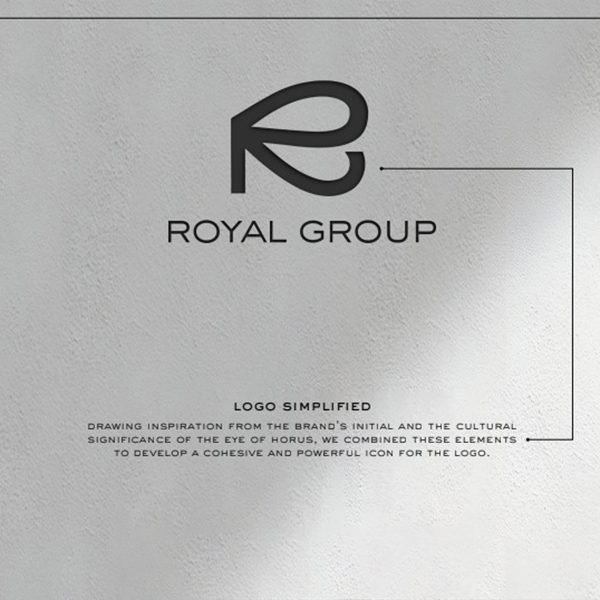 ROYAL GROUP
LOGO SIMPLIFIED
DRAWING INSPIRATION FROM THE BRAND'S INITIAL AND THE CULTURAL
SIGNIFICANCE OF THE EYE OF HORUS, WE COMBINED THESE ELEMENTS
TO DEVELOP A COHESIVE AND POWERFUL ICON FOR THE LOGO.